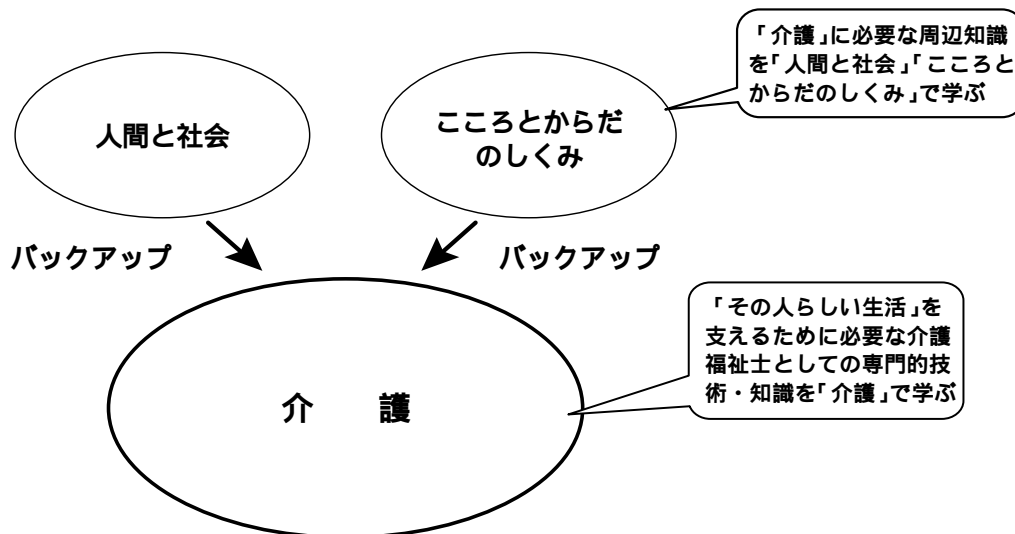 「介護」に必要な周辺知識
を「人間と社会」「こころと
からだのしくみ」で学ぶ
人間と社会
こころとからだ
のしくみ
バックアップ
バックアップ
「その人らしい生活」を
支えるために必要な介護
福祉士としての専門的技
術・知識を「介護」で学ぶ
介　護